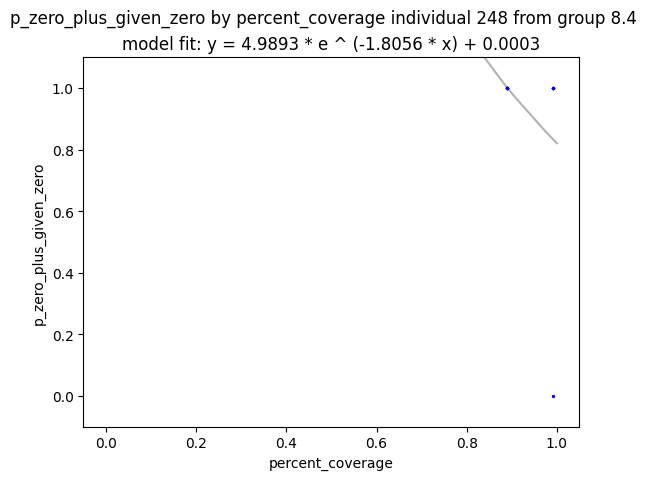 p_zero_plus_given_zero by percent_coverage individual 248 from group 8.4
model fit: y = 4.9893 * e ^ (-1.8056 * x) + 0.0003
1.0
0.8
0.6
0.4
0.2
0.0
p_zero_plus_given_zero
0.0 0.2 0.4 0.6 0.8 1.0
percent_coverage